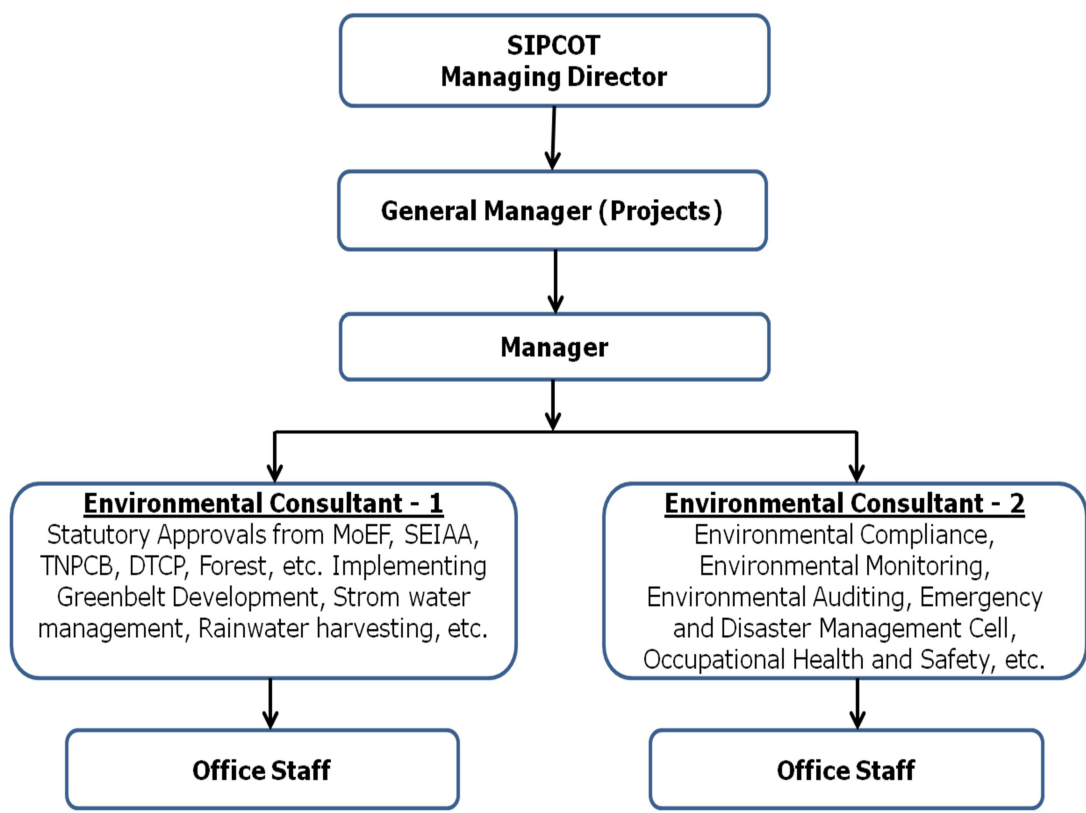 SIPCOT
Managing Director
General Manager (Projects)
Manager
Environmental Consultant - 1
Statutory Approvals from MoEF, SEIAA,
TNPCB, DTCP, Forest, etc. Implementing
Greenbelt Development, Strom water
management, Rainwater harvesting, etc.
Environmental Consultant - 2
Environmental Compliance,
Environmental Monitoring,
Environmental Auditing, Emergency
and Disaster Management Cell,
Occupational Health and Safety, etc.
Office Staff
Office Staff